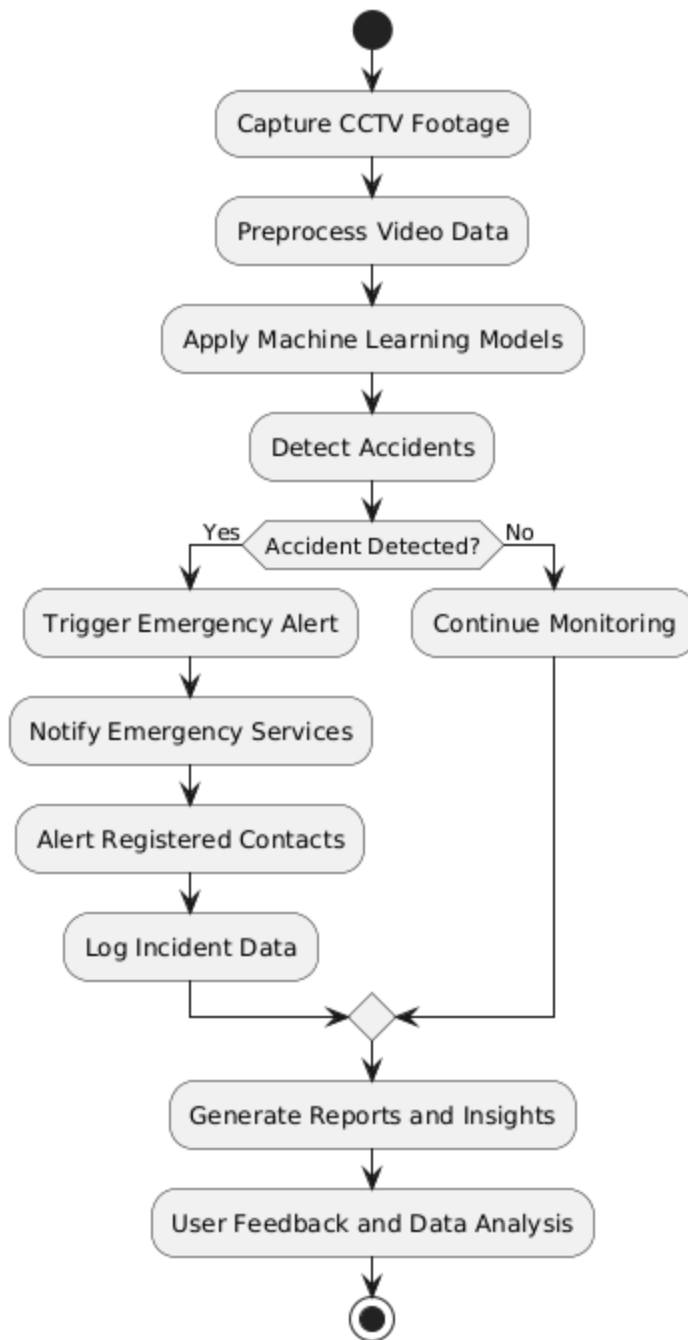 Capture CCTV Footage
Preprocess Video Data
Apply Machine Learning Models
Detect Accidents
Yes
Accident Detected?
No
Trigger Emergency Alert
Continue Monitoring
Notify Emergency Services
Alert Registered Contacts
Log Incident Data
Generate Reports and Insights
User Feedback and Data Analysis